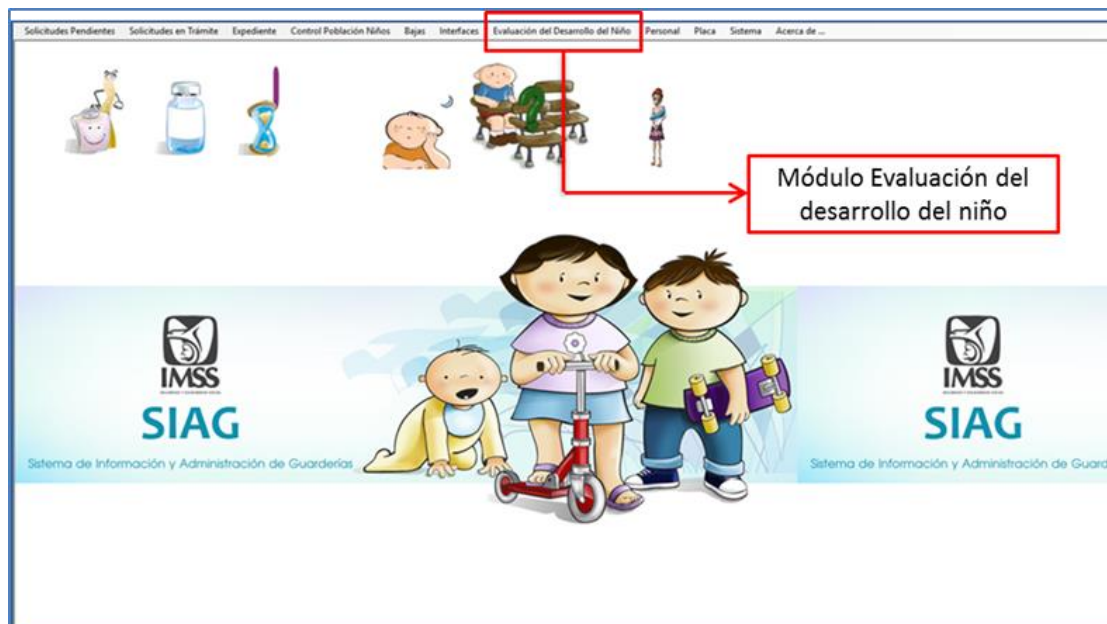 Solicitudes Pendientes Solicitudes en Trámite Expediente Control Población Niños Bajas Interfaces Evaluación del Desarrollo del Niño Personal Placa Sistema Acerca de ...
Módulo Evaluación del
desarrollo del niño
IMSS
SIAG
Sistema de Información y Administración de Guarderías
IMSS
SIAG
Sistema de Información y Administración de Guard